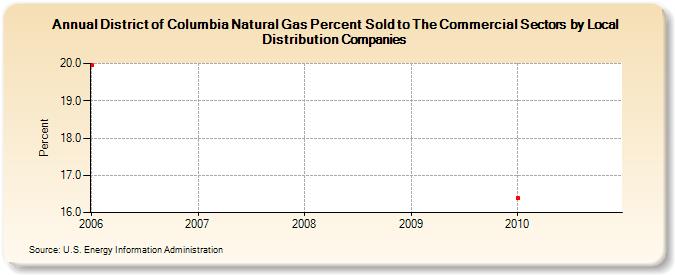 Annual District of Columbia Natural Gas Percent Sold to The Commercial Sectors by Local
Distribution Companies
Percent
20.0
19.0
18.0
17.0
16.0
2006 2007 2008 2009 2010
Source: U.S. Energy Information Administration